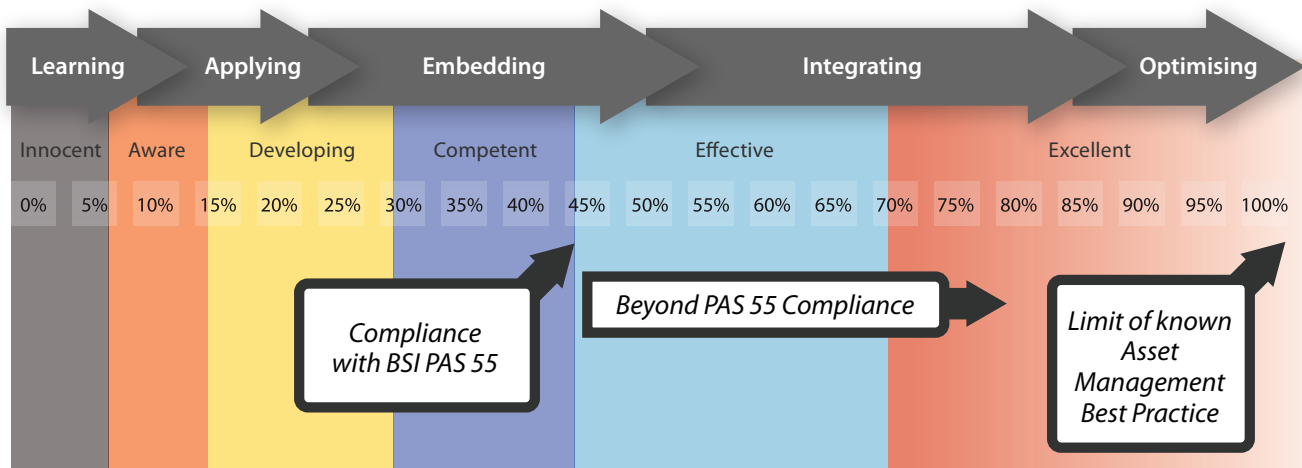 Learning Applying Embedding Integrating Optimising
Innocent Aware Developing Competent Effective Excellent
0% 5% 10% 15% 20% 25% 30% 35% 40% 45% 50% 55% 60% 65% 70% 75% 80% 85% 90% 95% 100%
Compliance
with BSI PAS 55
Beyond PAS 55 Compliance
Limit of known
Asset
Management
Best Practice